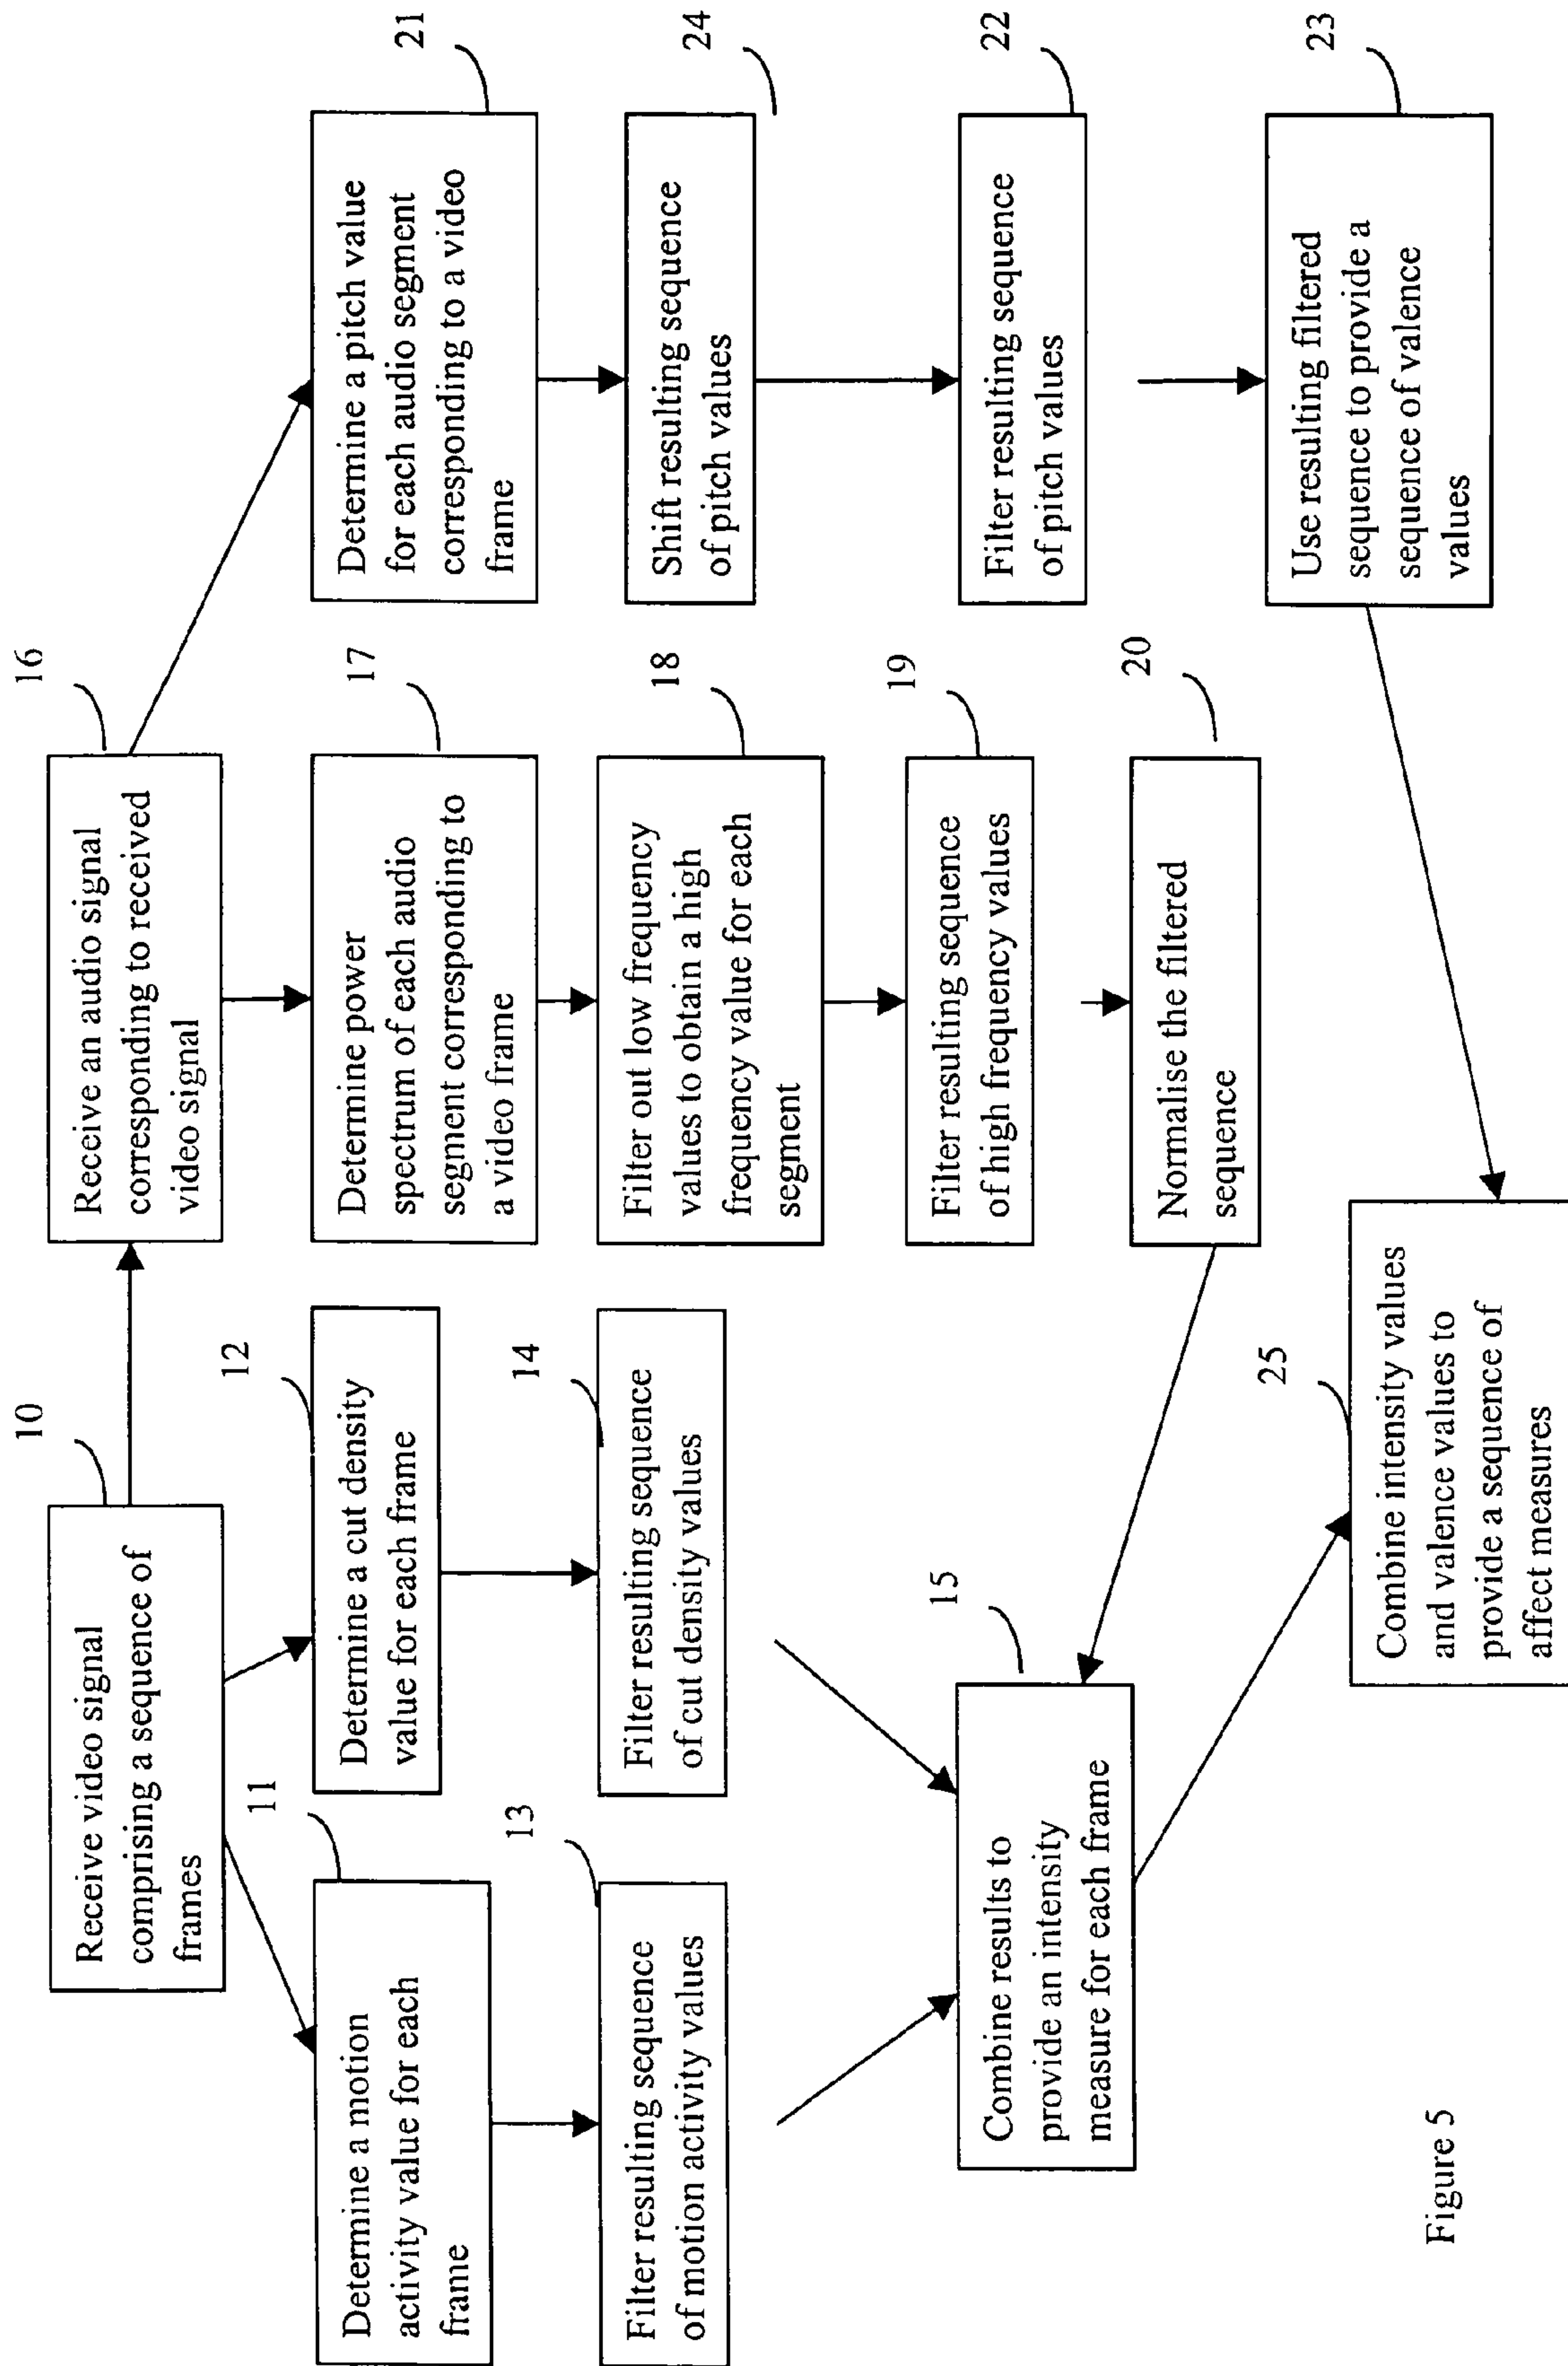 10
Receive video signal
comprising a sequence of
frames
16
Receive an audio signal
corresponding to received
video signal
11
Determine a motion
activity value for each
frame
12
Determine a cut density
value for each frame
17
Determine power
spectrum of each audio
segment corresponding to
a video frame
21
Determine a pitch value
for each audio segment
corresponding to a video
frame
13
Filter resulting sequence
of motion activity values
14
Filter resulting sequence
of cut density values
18
Filter out low frequency
values to obtain a high
frequency value for each
segment
24
Shift resulting sequence
of pitch values
15
Combine results to
provide an intensity
measure for each frame
19
Filter resulting sequence
of high frequency values
22
Filter resulting sequence
of pitch values
20
Normalise the filtered
sequence
23
Use resulting filtered
sequence to provide a
sequence of valence
values
25
Combine intensity values
and valence values to
provide a sequence of
affect measures
Figure 5